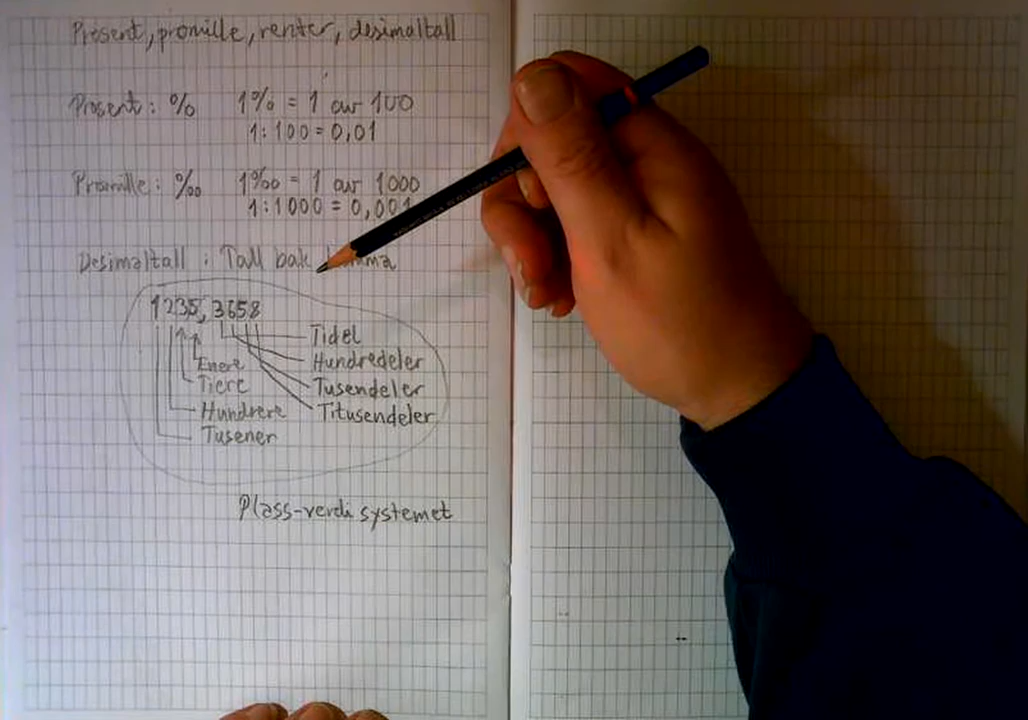 Prosent, promille, renter, desimaltall
Prosent: % 1% = 1 av 100
1:100 = 0,01
Promille: ‰ 1‰ = 1 av 1000
1:1000 = 0,001
Desimaltall: Tall bak
1235,3658
Tidel
Enere Hundredeler
Tiere Tusendeler
Hundrere Titusendeler
Tusener
Plass-verdi systemet